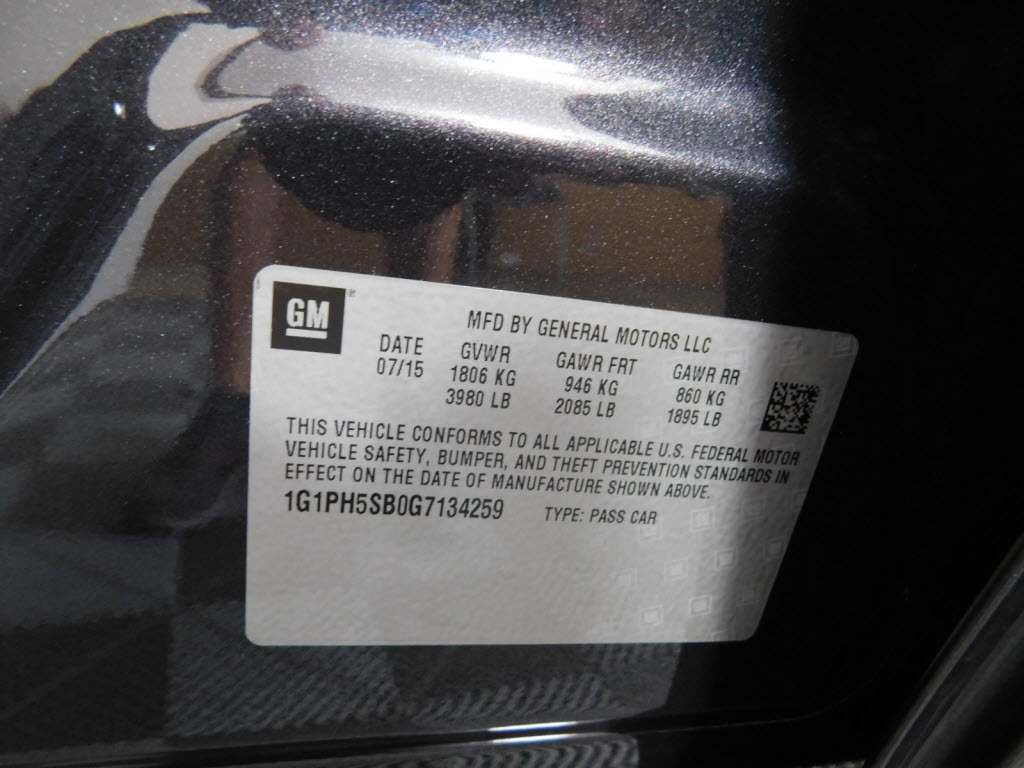 GM ®
MFD BY GENERAL MOTORS LLC
DATE GVWR GAWR FRT GAWR RR
07/15 1806 KG 946 KG 860 KG
3980 LB 2085 LB 1895 LB
THIS VEHICLE CONFORMS TO ALL APPLICABLE U.S. FEDERAL MOTOR
VEHICLE SAFETY, BUMPER, AND THEFT PREVENTION STANDARDS IN
EFFECT ON THE DATE OF MANUFACTURE SHOWN ABOVE.
1G1PH5SB0G7134259 TYPE: PASS CAR